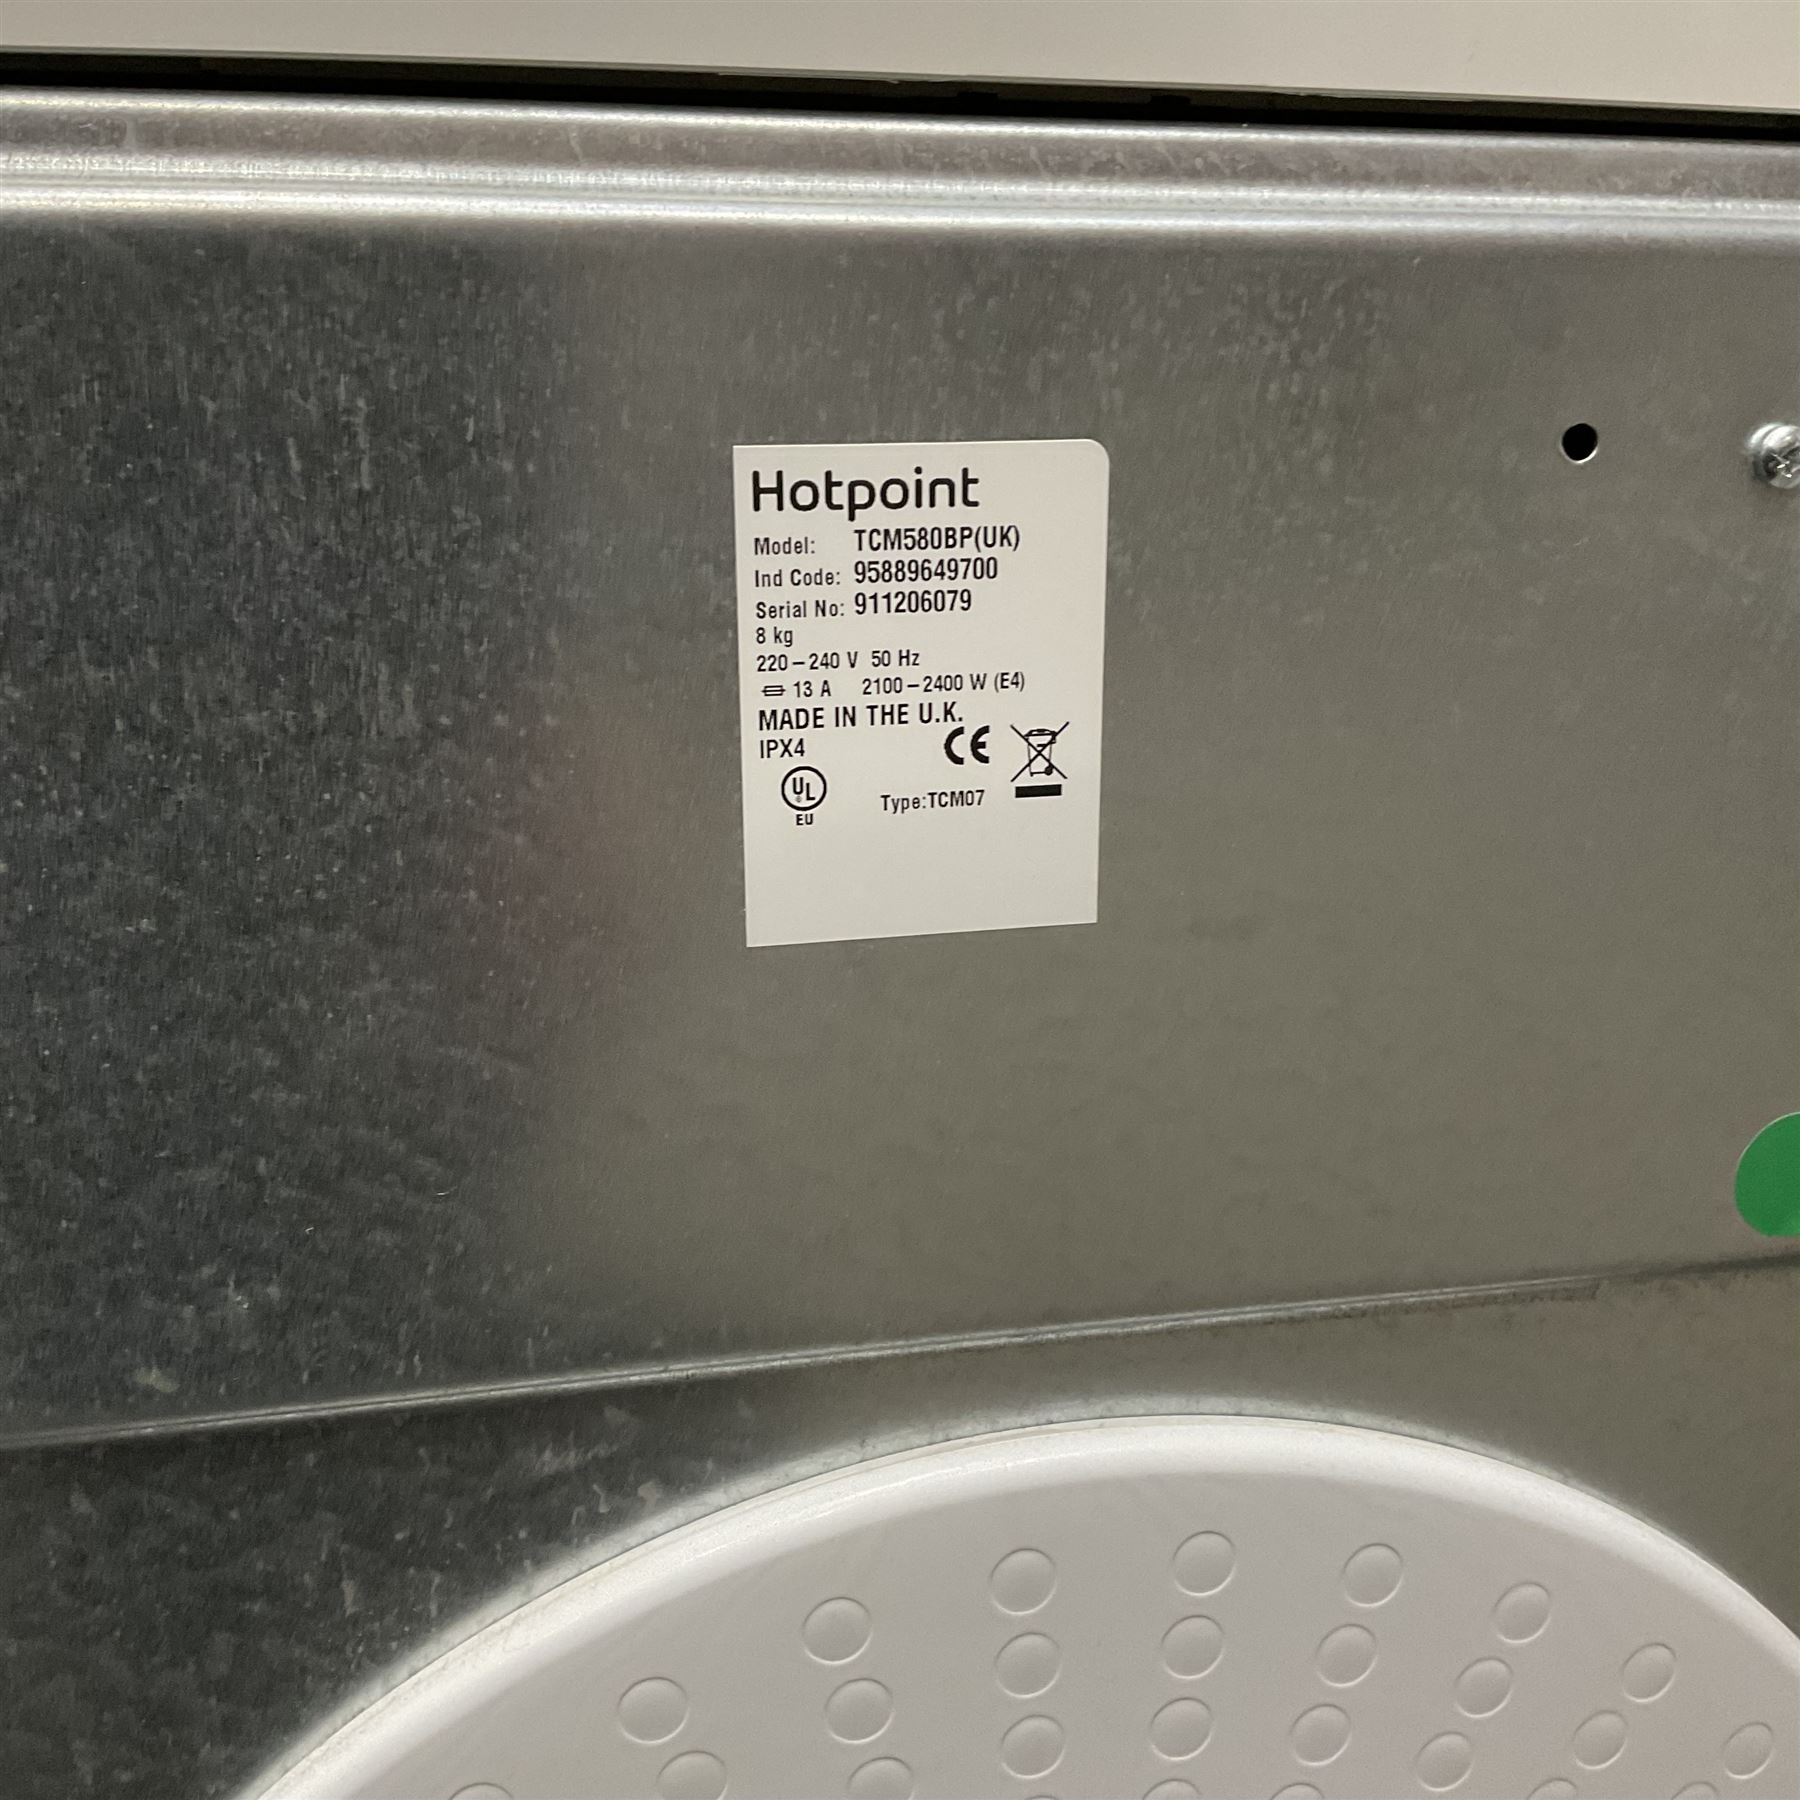 Hotpoint
Model: TCM580BP(UK)
Ind Code: 95889649700
Serial No: 911206079
8 kg
220–240 V 50 Hz
13 A 2100–2400 W (E4)
MADE IN THE U.K.
IPX4 CE
UL
EU
Type:TCM07